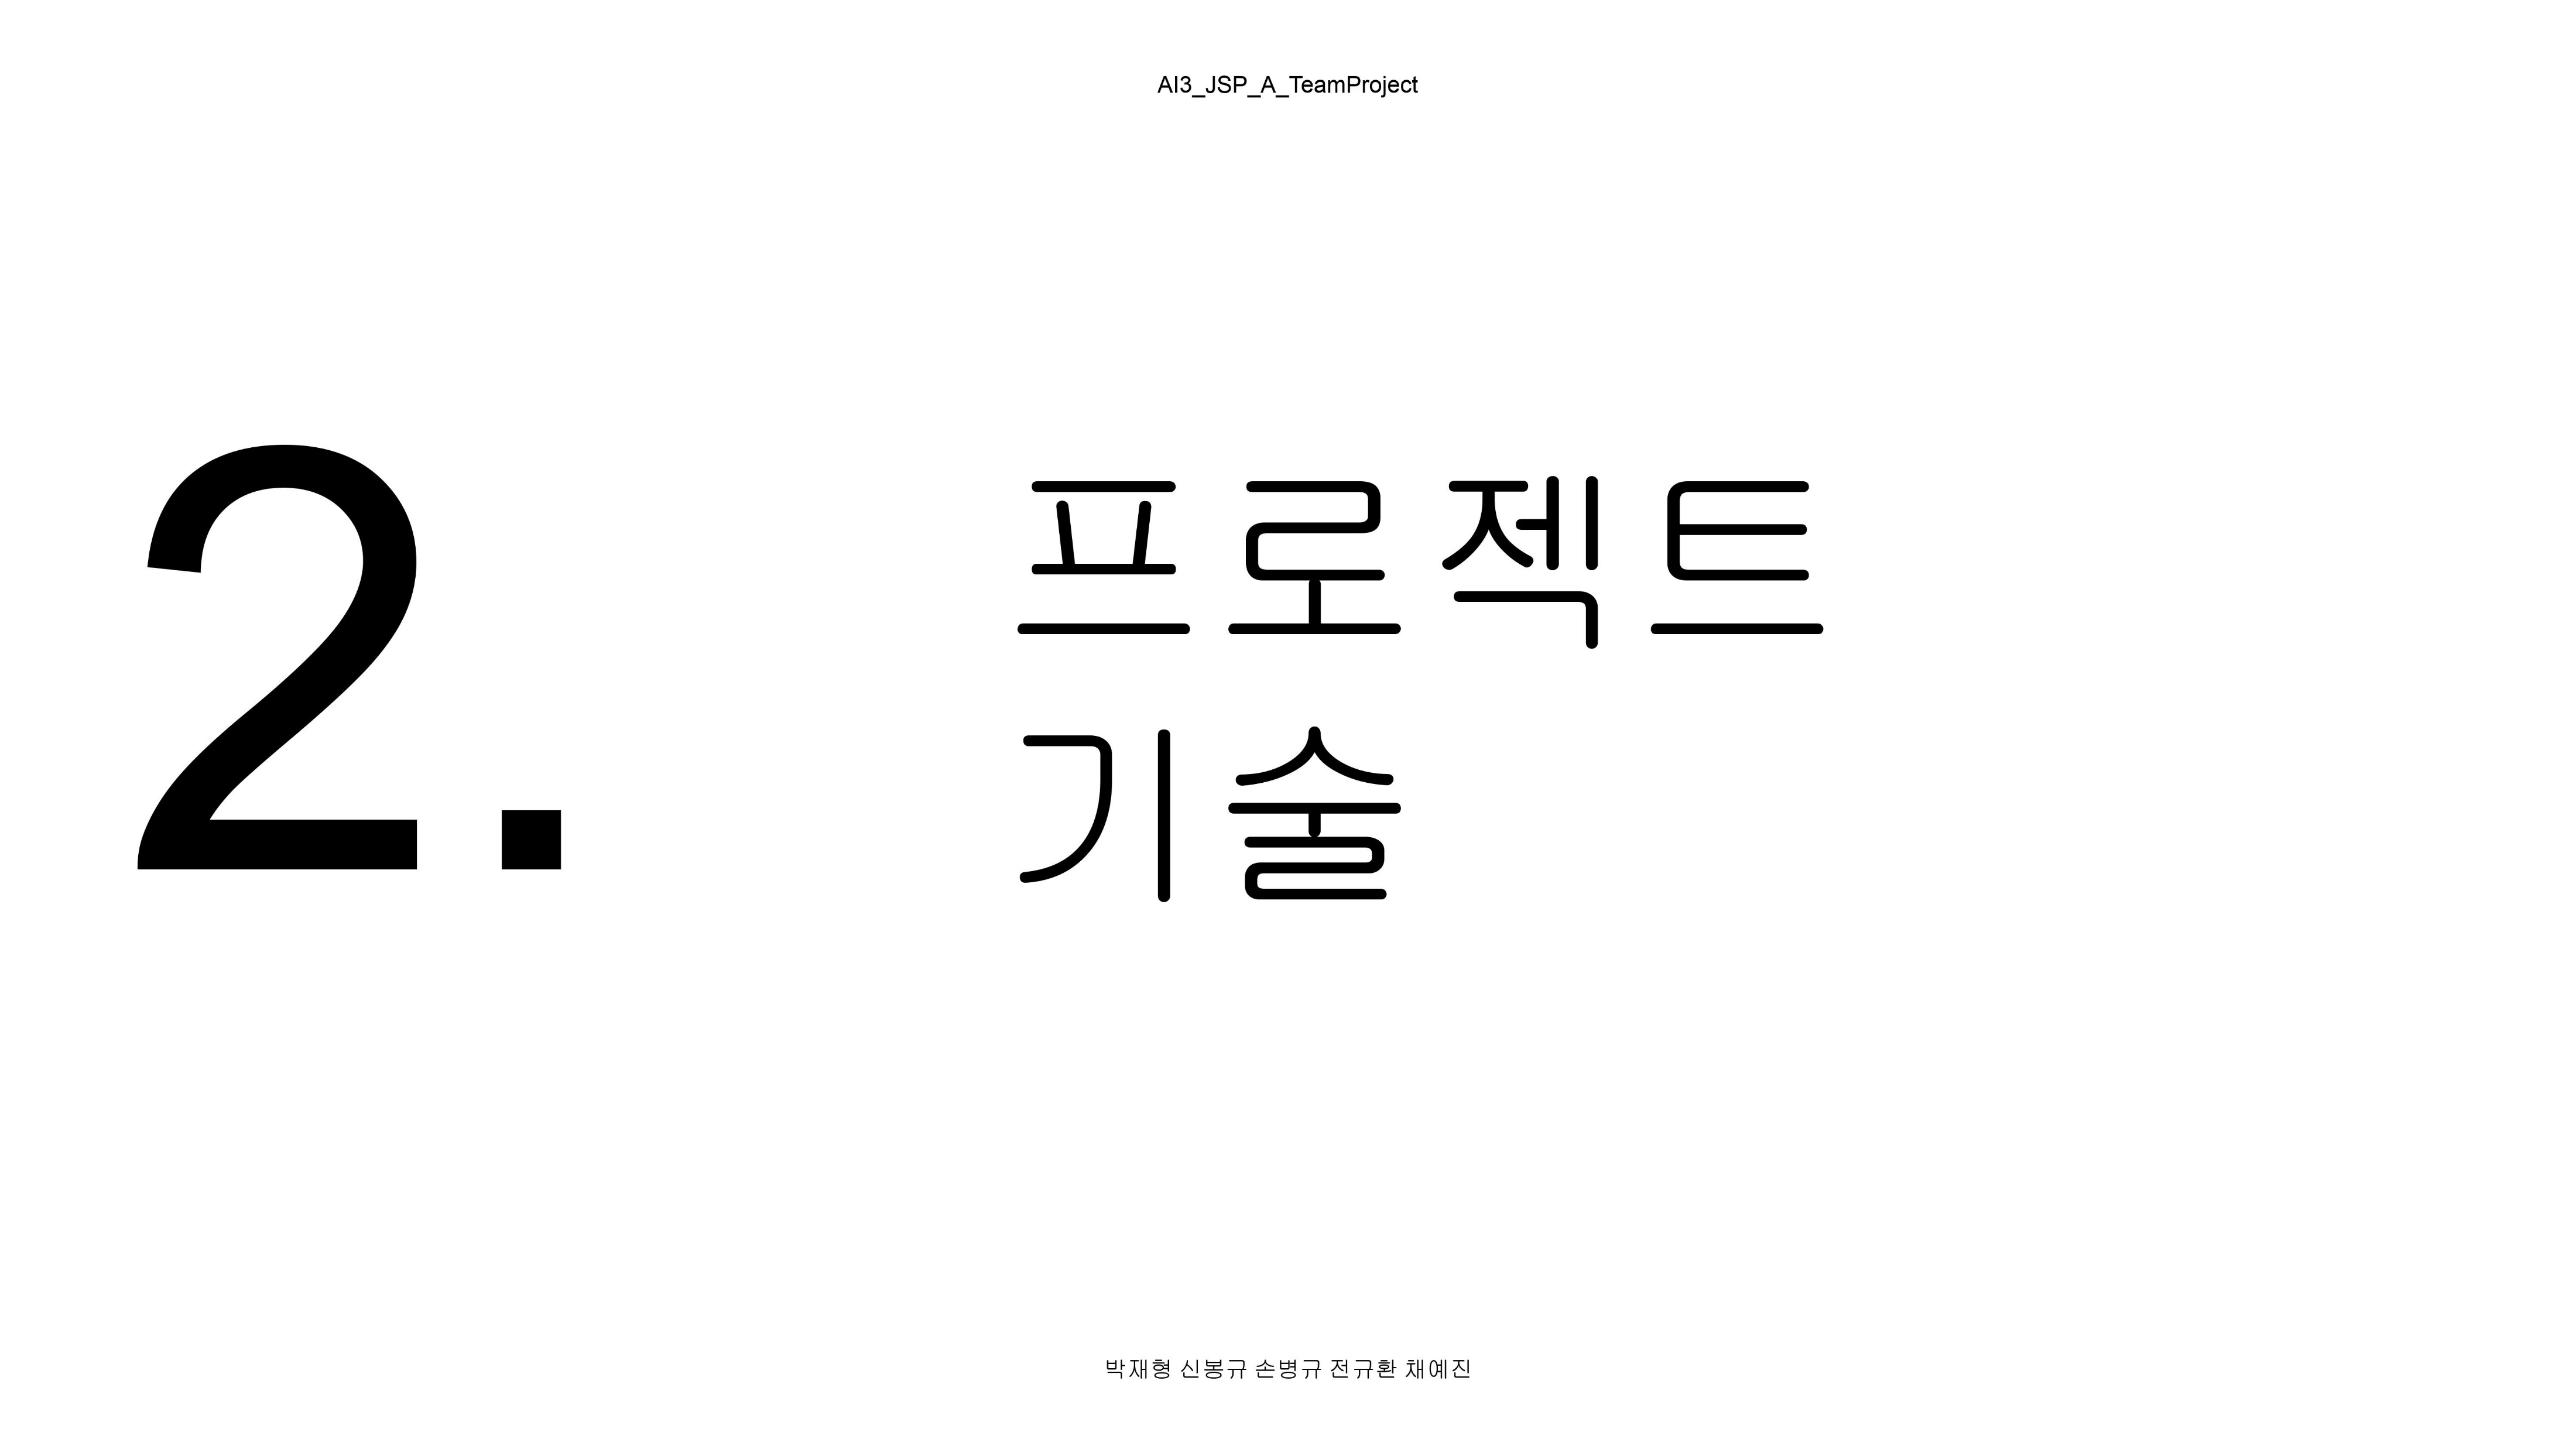 AI3_JSP_A_TeamProject
2.
프로젝트
기술
박재형 신봉규 손병규 전규환 채예진